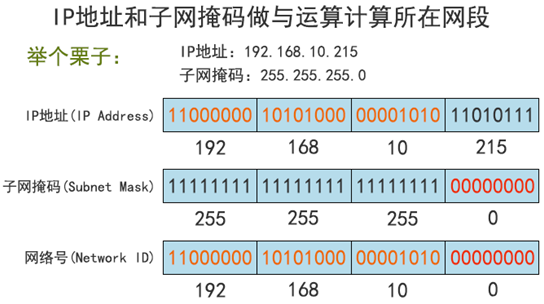 IP地址和子网掩码做与运算计算所在网段
举个栗子：
IP地址：192.168.10.215
子网掩码：255.255.255.0
IP地址(IP Address) 11000000 10101000 00001010 11010111
192 168 10 215
子网掩码(Subnet Mask) 11111111 11111111 11111111 00000000
255 255 255 0
网络号(Network ID) 11000000 10101000 00001010 00000000
192 168 10 0